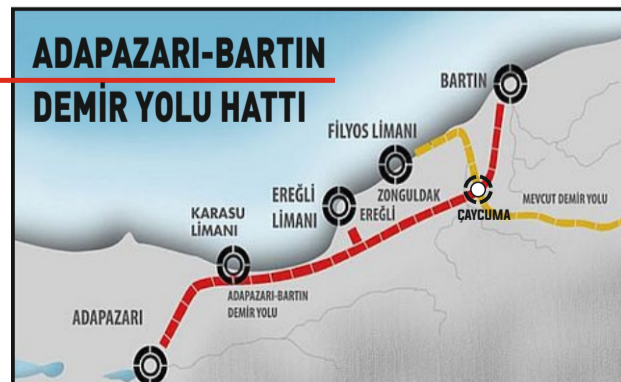 ADAPAZARI-BARTIN
DEMİR YOLU HATTI
BARTIN
FİLYOS LİMANI
ZONGULDAK
EREĞLİ
LİMANI
EREĞLİ
ÇAYCUMA
MEVCUT DEMİR YOLU
KARASU
LİMANI
ADAPAZARI-BARTIN
DEMİR YOLU
ADAPAZARI